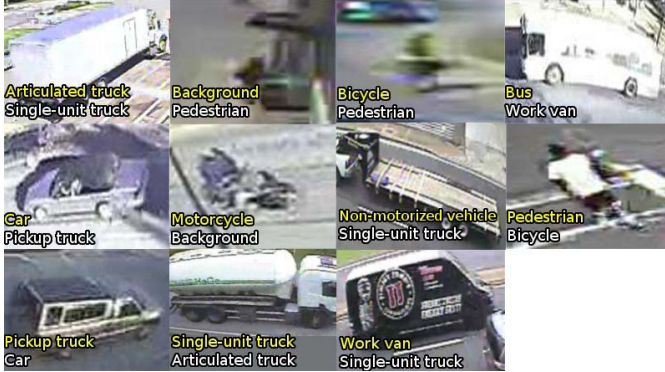 Articulated truck
Single-unit truck
Background
Pedestrian
Bicycle
Pedestrian
Bus
Work van
Car
Pickup truck
Motorcycle
Background
Non-motorized vehicle
Single-unit truck
Pedestrian
Bicycle
Pickup truck
Car
Single-unit truck
Articulated truck
Work van
Single-unit truck